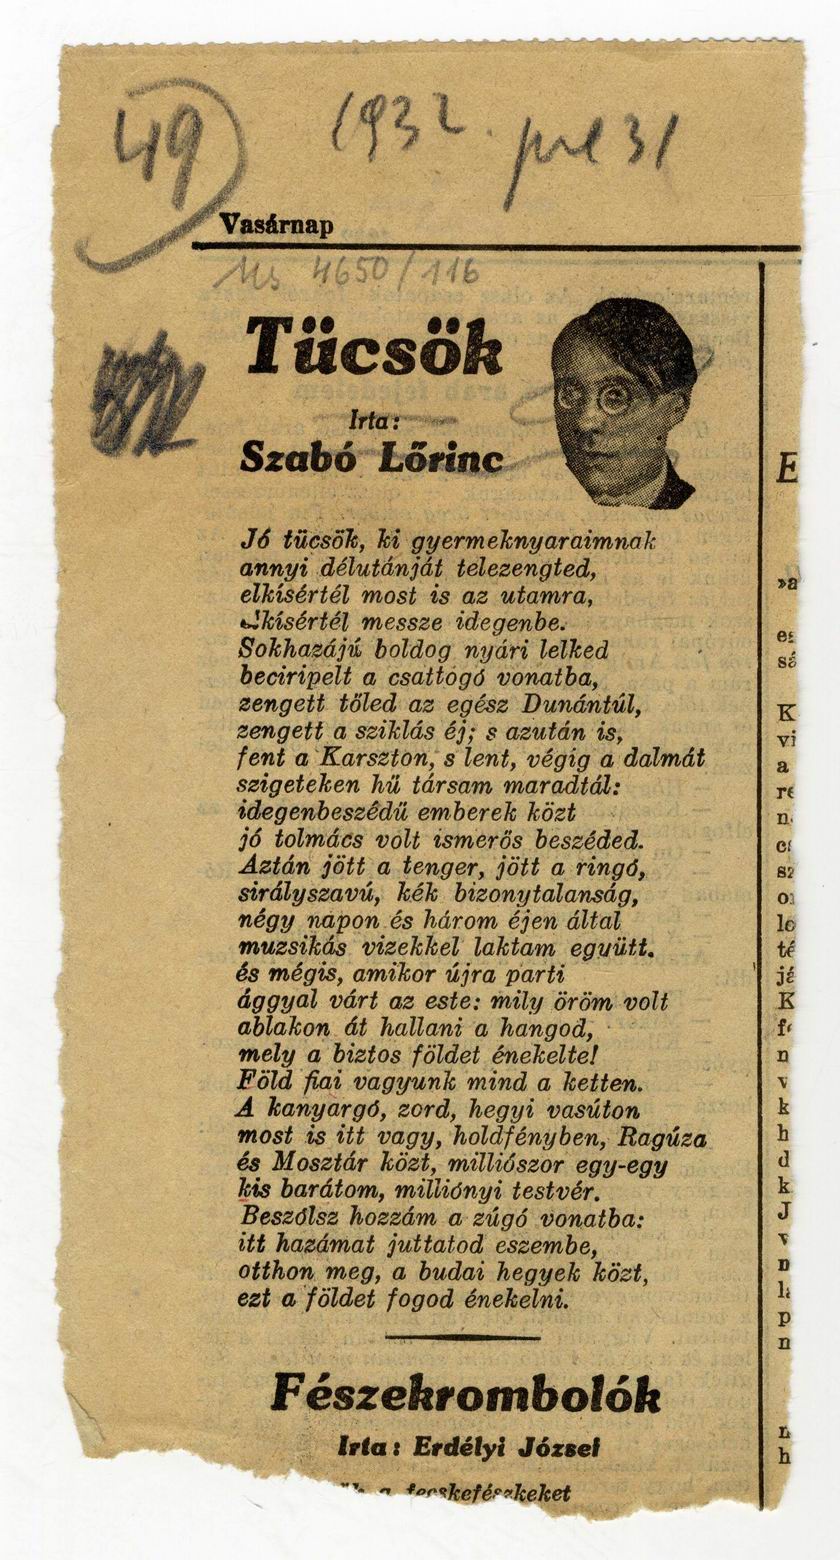 49
1932. júl 31
Vasárnap
Ms 4650/116
Tücsök
Irta:
Szabó Lőrinc
Jó tücsök, ki gyermeknyaraimnak
annyi délutánját telezengted,
elkísértél most is az utamra,
elkísértél messze idegenbe.
Sokhazájú boldog nyári lelked
beciripelt a csattogó vonatba,
zengett tőled az egész Dunántúl,
zengett a sziklás éj; s azután is,
fent a Karszton, s lent, végig a dalmát
szigeteken hű társam maradtál:
idegenbeszédű emberek közt
jó tolmács volt ismerős beszéded.
Aztán jött a tenger, jött a ringó,
sirályszavú, kék bizonytalanság,
négy napon és három éjen által
muzsikás vizekkel laktam együtt.
és mégis, amikor újra parti
ággyal várt az este: mily öröm volt
ablakon át hallani a hangod,
mely a biztos földet énekelte!
Föld fiai vagyunk mind a ketten.
A kanyargó, zord, hegyi vasúton
most is itt vagy, holdfényben, Ragúza
és Mosztár közt, milliószor egy-egy
kis barátom, milliónyi testvér.
Beszólsz hozzám a zúgó vonatba:
itt hazámat juttatod eszembe,
otthon meg, a budai hegyek közt,
ezt a földet fogod énekelni.
Fészekrombolók
Irta: Erdélyi József
a fecskefészkeket